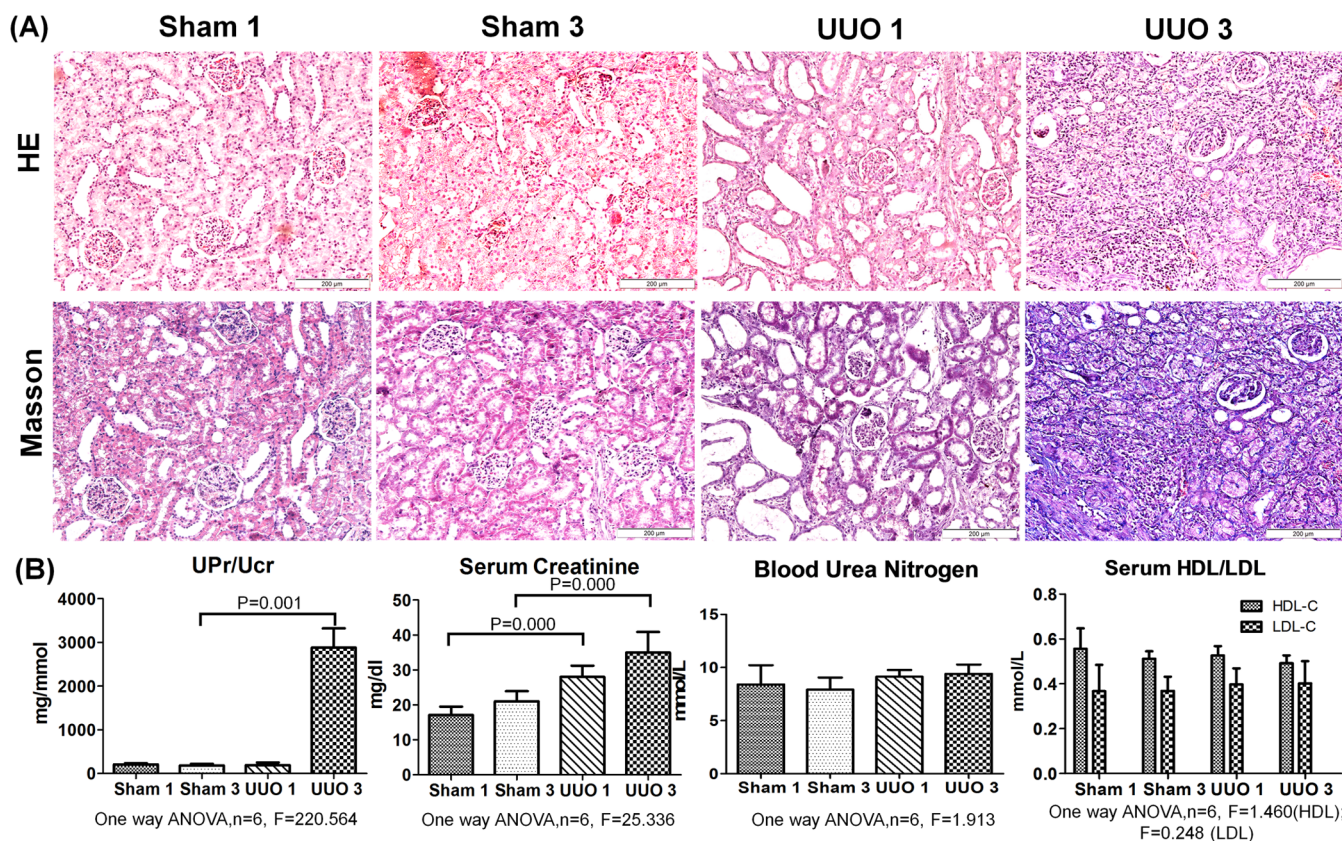 (A)
Sham 1 Sham 3 UUO 1 UUO 3
HE
200 μm 200 μm 200 μm 200 μm
Masson
200 μm 200 μm 200 μm 200 μm
(B)
UPr/Ucr
P=0.001
mg/mmol
4000
3000
2000
1000
0
Sham 1 Sham 3 UUO 1 UUO 3
One way ANOVA,n=6, F=220.564
Serum Creatinine
P=0.000
P=0.000
mg/dl
50
40
30
20
10
0
Sham 1 Sham 3 UUO 1 UUO 3
One way ANOVA,n=6, F=25.336
Blood Urea Nitrogen
mmol/L
15
10
5
0
Sham 1 Sham 3 UUO 1 UUO 3
One way ANOVA,n=6, F=1.913
Serum HDL/LDL
HDL-C
LDL-C
mmol/L
0.8
0.6
0.4
0.2
0.0
Sham 1 Sham 3 UUO 1 UUO 3
One way ANOVA,n=6, F=1.460(HDL);
F=0.248 (LDL)